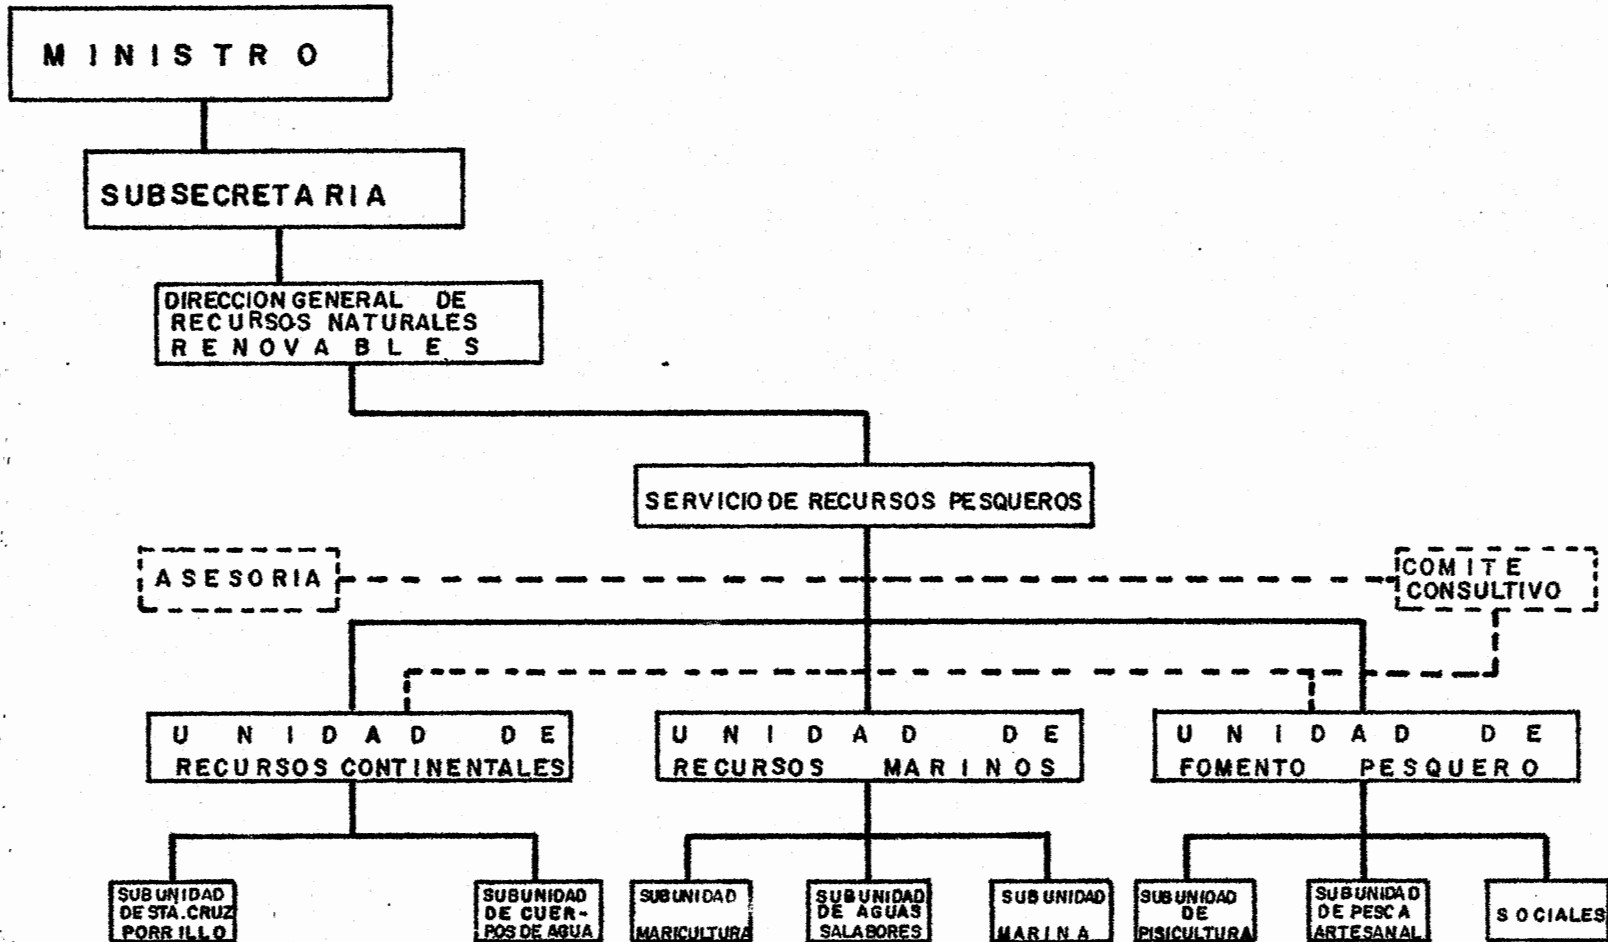 MINISTRO
SUBSECRETARIA
DIRECCION GENERAL DE
RECURSOS NATURALES
RENOVABLES
SERVICIO DE RECURSOS PESQUEROS
ASESORIA
COMITE
CONSULTIVO
UNIDAD DE
RECURSOS CONTINENTALES
UNIDAD DE
RECURSOS MARINOS
UNIDAD DE
FOMENTO PESQUERO
SUBUNIDAD
DE STA. CRUZ
PORRILLO
SUBUNIDAD
DE CUER-
POS DE AGUA
SUBUNIDAD
MARICULTURA
SUBUNIDAD
DE AGUAS
SALABORES
SUBUNIDAD
MARINA
SUBUNIDAD
DE
PISICULTURA
SUBUNIDAD
DE PESCA
ARTESANAL
SOCIALES